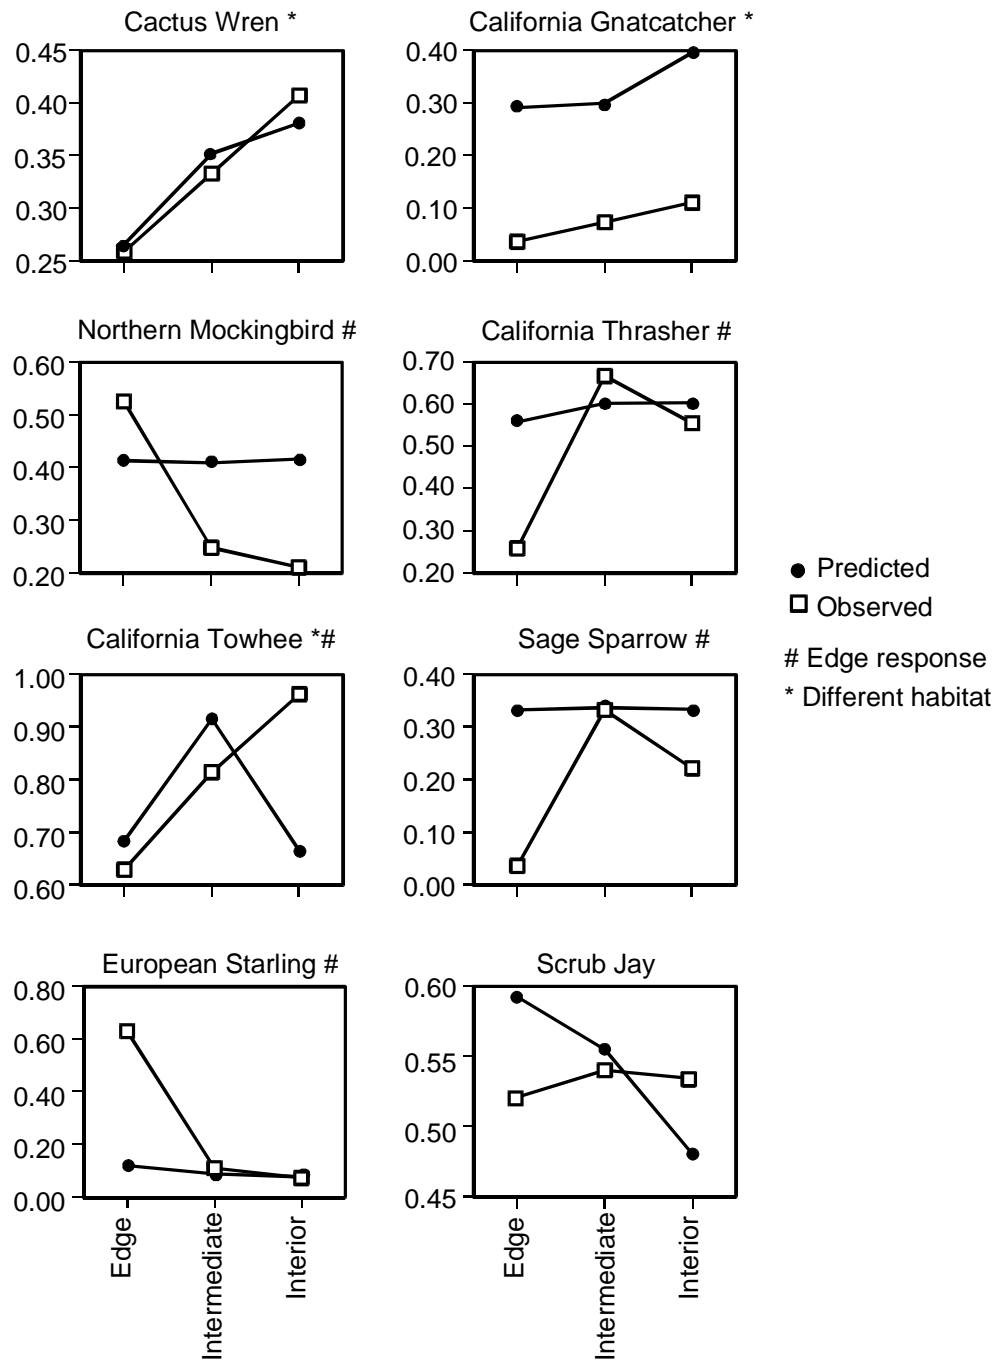 Cactus Wren *
0.45
0.40
0.35
0.30
0.25
California Gnatcatcher *
0.40
0.30
0.20
0.10
0.00
Northern Mockingbird #
0.60
0.50
0.40
0.30
0.20
California Thrasher #
0.70
0.60
0.50
0.40
0.30
0.20
Predicted
Observed
# Edge response
* Different habitat
California Towhee *#
1.00
0.90
0.80
0.70
0.60
Sage Sparrow #
0.40
0.30
0.20
0.10
0.00
European Starling #
0.80
0.60
0.40
0.20
0.00
Edge
Intermediate
Interior
Scrub Jay
0.60
0.55
0.50
0.45
Edge
Intermediate
Interior